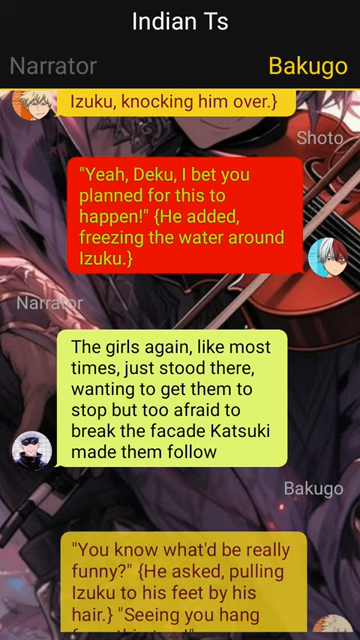 Indian Ts
Narrator
Bakugo
Izuku, knocking him over.}
Shoto
"Yeah, Deku, I bet you
planned for this to
happen!" {He added,
freezing the water around
Izuku.}
Narrator
The girls again, like most
times, just stood there,
wanting to get them to
stop but too afraid to
break the facade Katsuki
made them follow
Bakugo
"You know what'd be really
funny?" {He asked, pulling
Izuku to his feet by his
hair.} "Seeing you hang